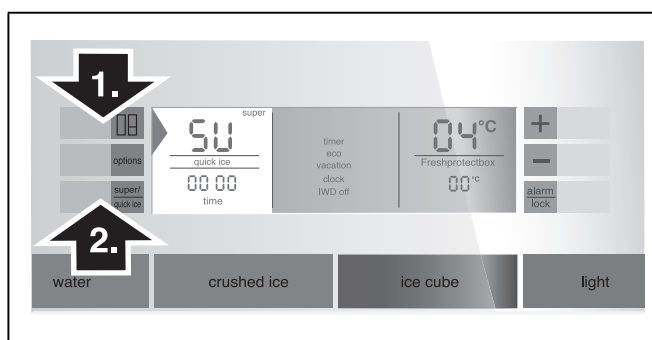 1.
super
SU
quick ice
00 00
time
timer
eco
vacation
clock
IWD off
04°C
Freshprotectbox
00°C
options
super/
quick ice
+
−
alarm
lock
2.
water
crushed ice
ice cube
light